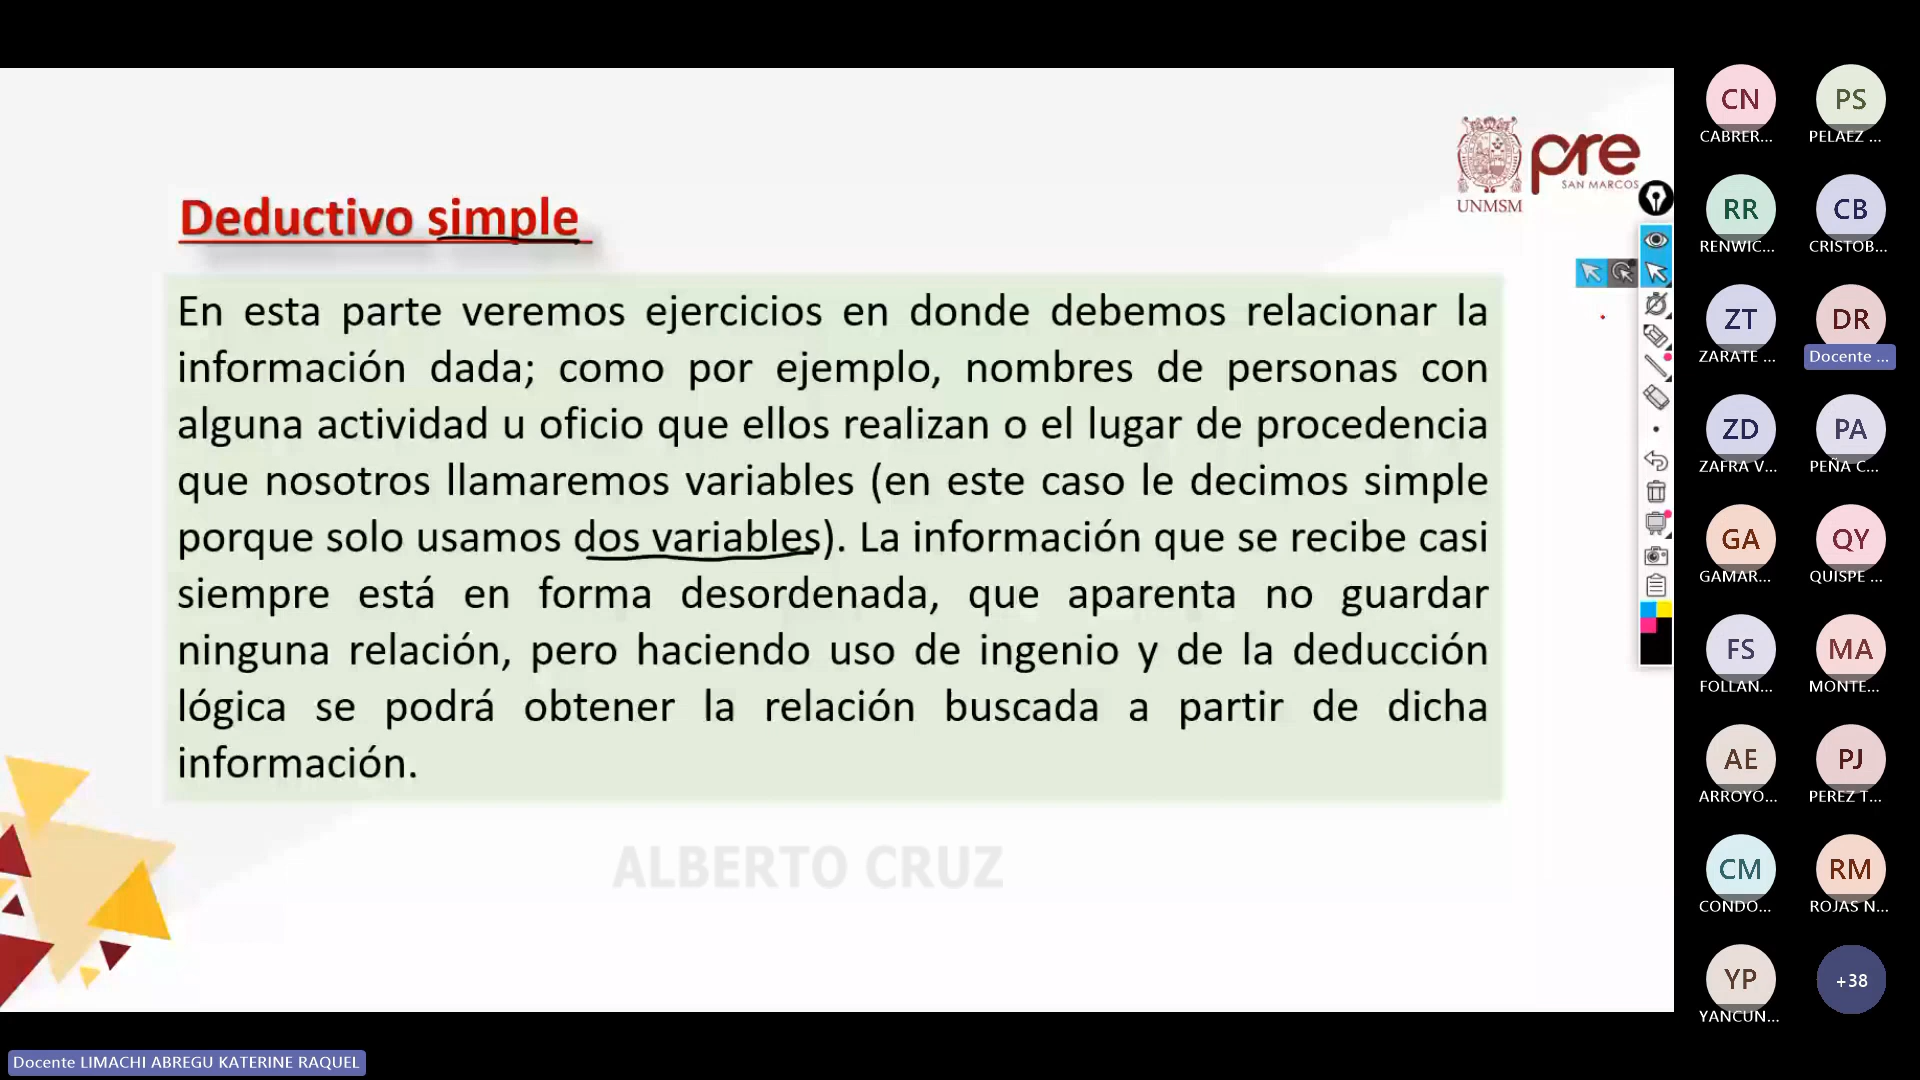 pre
SAN MARCOS
UNMSM
Deductivo simple
En esta parte veremos ejercicios en donde debemos relacionar la
información dada; como por ejemplo, nombres de personas con
alguna actividad u oficio que ellos realizan o el lugar de procedencia
que nosotros llamaremos variables (en este caso le decimos simple
porque solo usamos dos variables). La información que se recibe casi
siempre está en forma desordenada, que aparenta no guardar
ninguna relación, pero haciendo uso de ingenio y de la deducción
lógica se podrá obtener la relación buscada a partir de dicha
información.
ALBERTO CRUZ
Docente LIMACHI ABREGU KATERINE RAQUEL
CN PS
CABRER... PELAEZ ...
RR CB
RENWIC... CRISTOB...
ZT DR
ZARATE ... Docente ...
ZD PA
ZAFRA V... PEÑA C...
GA QY
GAMAR... QUISPE ...
FS MA
FOLLAN... MONTE...
AE PJ
ARROYO... PEREZ T...
CM RM
CONDO... ROJAS N...
YP +38
YANCUN...